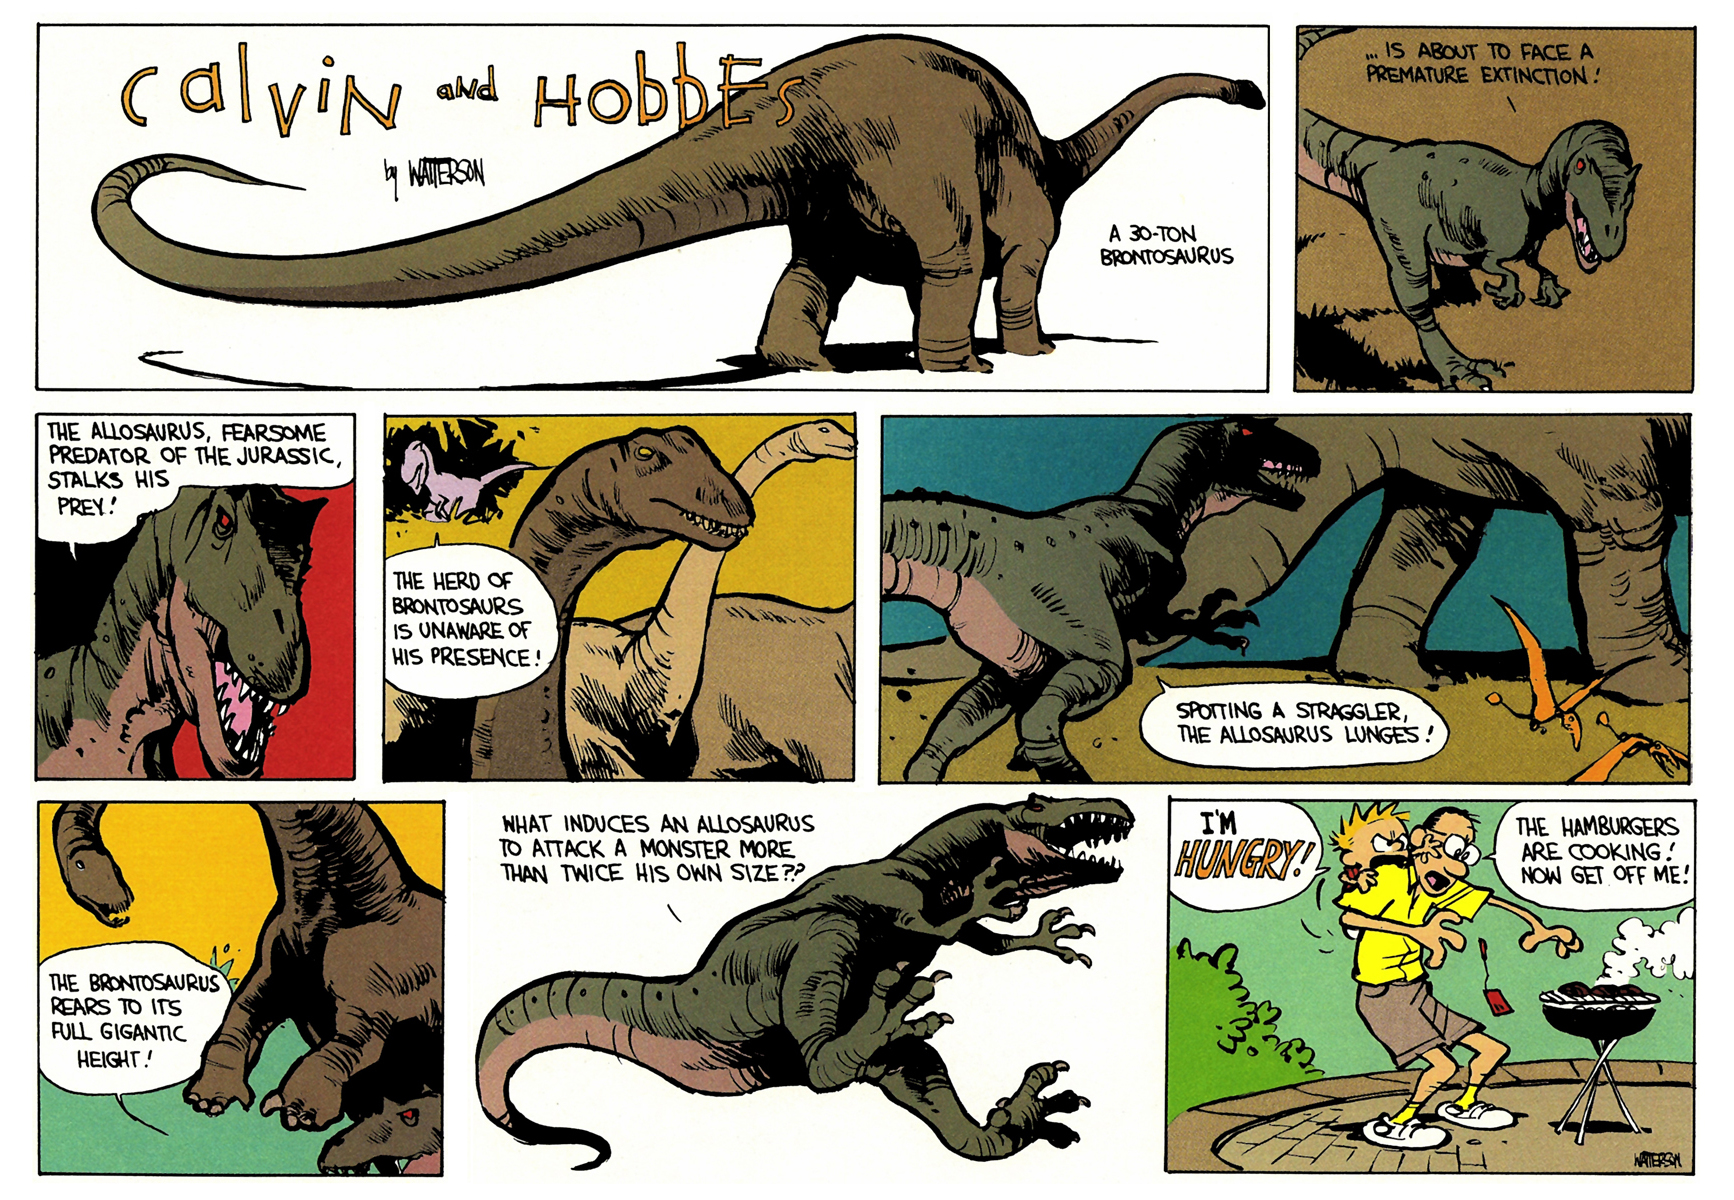 CALVIN and HOBBES
by WATTERSON
A 30-TON
BRONTOSAURUS
...IS ABOUT TO FACE A
PREMATURE EXTINCTION!
THE ALLOSAURUS, FEARSOME
PREDATOR OF THE JURASSIC,
STALKS HIS
PREY!
THE HERD OF
BRONTOSAURS
IS UNAWARE OF
HIS PRESENCE!
SPOTTING A STRAGGLER,
THE ALLOSAURUS LUNGES!
THE BRONTOSAURUS
REARS TO ITS
FULL GIGANTIC
HEIGHT!
WHAT INDUCES AN ALLOSAURUS
TO ATTACK A MONSTER MORE
THAN TWICE HIS OWN SIZE??
I'M
HUNGRY!
THE HAMBURGERS
ARE COOKING!
NOW GET OFF ME!
WATTERSON